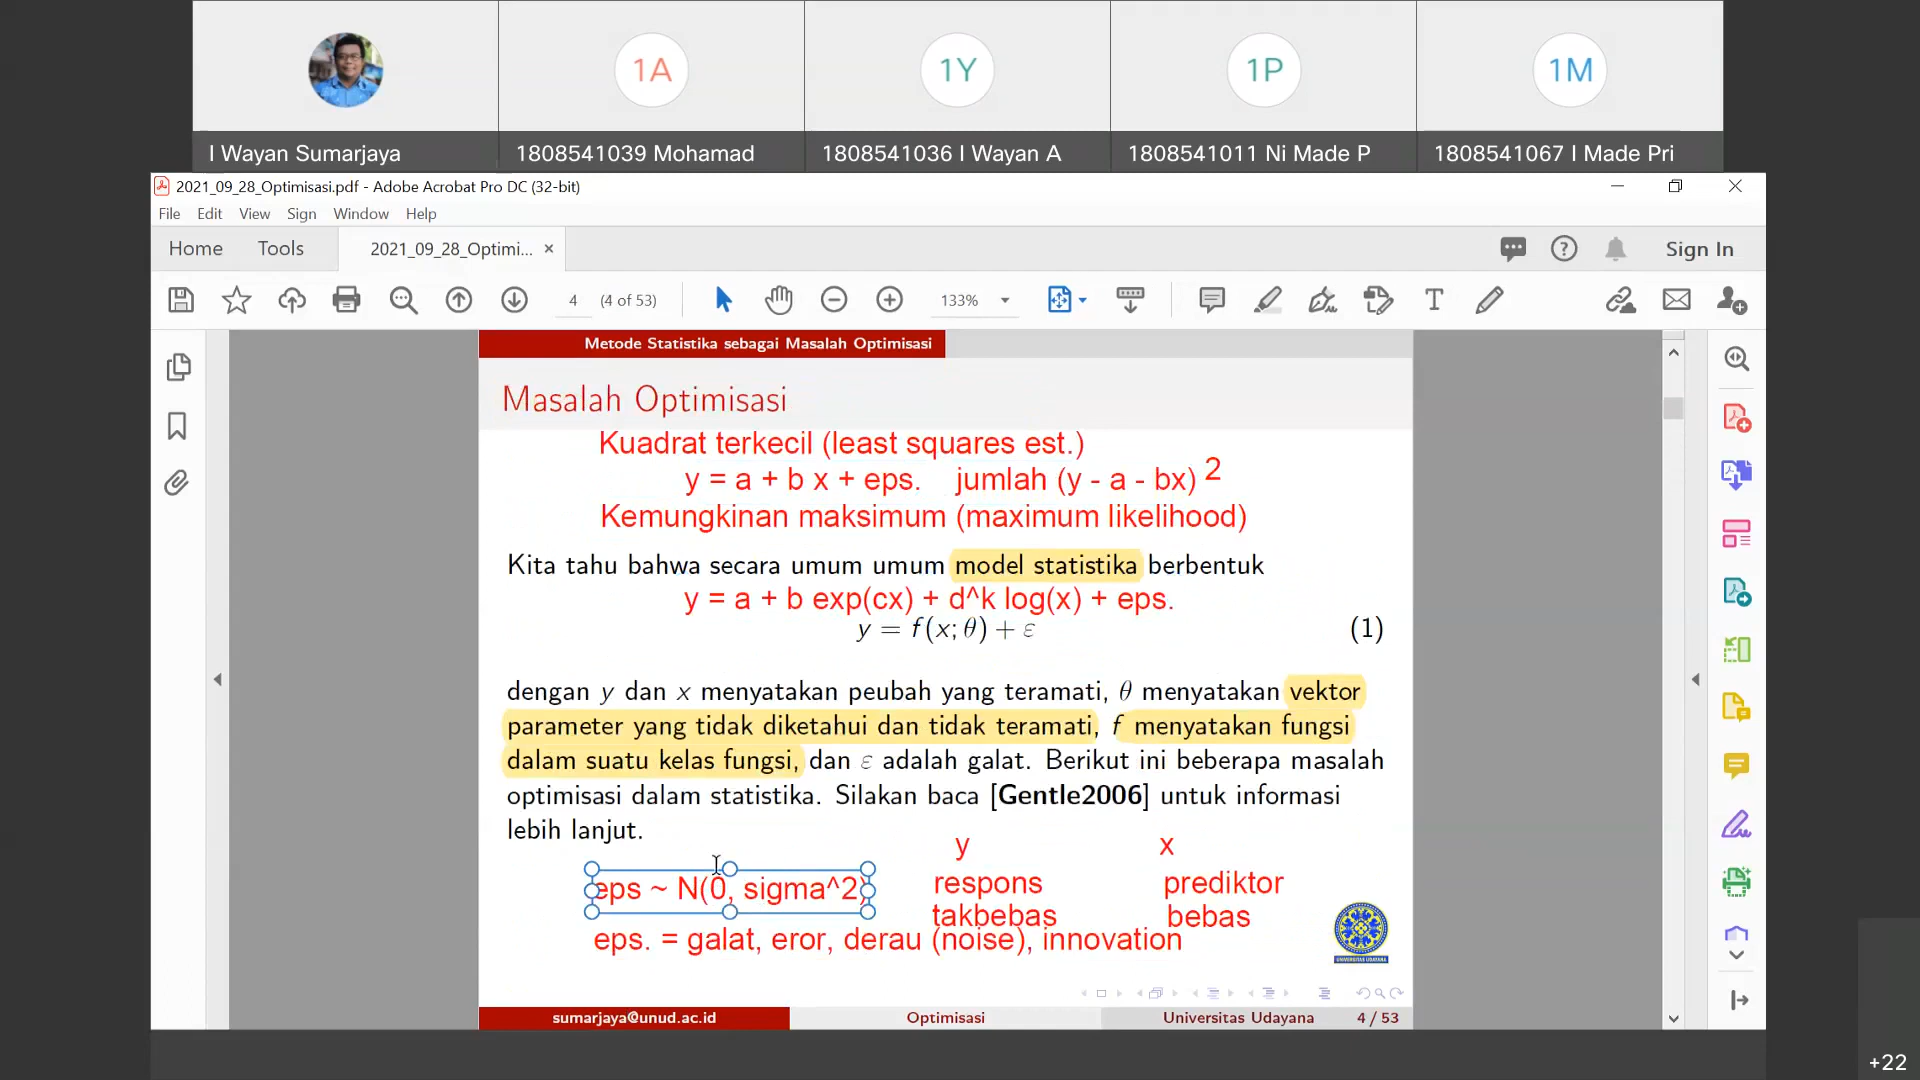 1A
1Y
1P
1M
I Wayan Sumarjaya
1808541039 Mohamad
1808541036 I Wayan A
1808541011 Ni Made P
1808541067 I Made Pri
2021_09_28_Optimisasi.pdf - Adobe Acrobat Pro DC (32-bit)
File Edit View Sign Window Help
Home Tools 2021_09_28_Optimi... × Sign In
4 (4 of 53) 133%
Metode Statistika sebagai Masalah Optimisasi
Masalah Optimisasi
Kuadrat terkecil (least squares est.)
y = a + b x + eps. jumlah (y - a - bx) 2
Kemungkinan maksimum (maximum likelihood)
Kita tahu bahwa secara umum umum model statistika berbentuk
y = a + b exp(cx) + d^k log(x) + eps.
y = f(x; θ) + ε (1)
dengan y dan x menyatakan peubah yang teramati, θ menyatakan vektor
parameter yang tidak diketahui dan tidak teramati, f menyatakan fungsi
dalam suatu kelas fungsi, dan ε adalah galat. Berikut ini beberapa masalah
optimisasi dalam statistika. Silakan baca [Gentle2006] untuk informasi
lebih lanjut.
y x
eps ~ N(0, sigma^2) respons prediktor
takbebas bebas
eps. = galat, eror, derau (noise), innovation
UNIVERSITAS UDAYANA
sumarjaya@unud.ac.id Optimisasi Universitas Udayana 4 / 53
+22